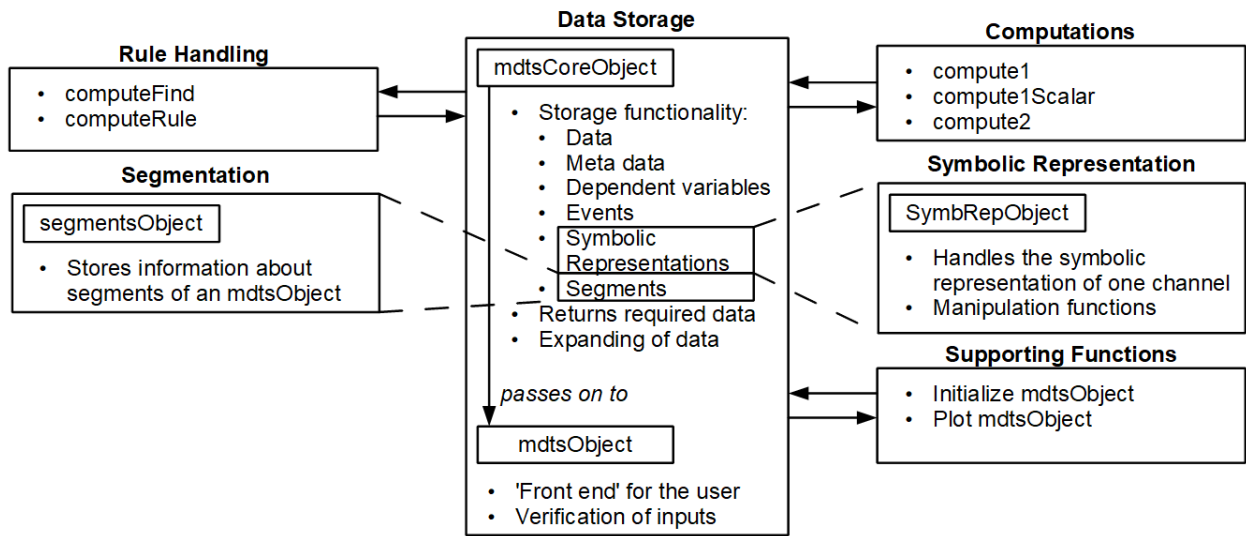 Data Storage
mdtsCoreObject
• Storage functionality:
• Data
• Meta data
• Dependent variables
• Events
• Symbolic
Representations
• Segments
• Returns required data
• Expanding of data
passes on to
mdtsObject
• 'Front end' for the user
• Verification of inputs
Rule Handling
• computeFind
• computeRule
Segmentation
segmentsObject
• Stores information about
segments of an mdtsObject
Computations
• compute1
• compute1Scalar
• compute2
Symbolic Representation
SymbRepObject
• Handles the symbolic
representation of one channel
• Manipulation functions
Supporting Functions
• Initialize mdtsObject
• Plot mdtsObject